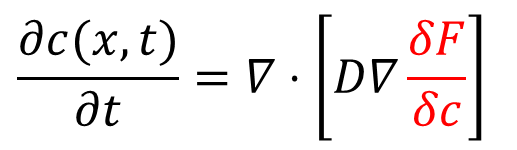 ∂c(x,t)/∂t = ∇ · [D∇ δF/δc]